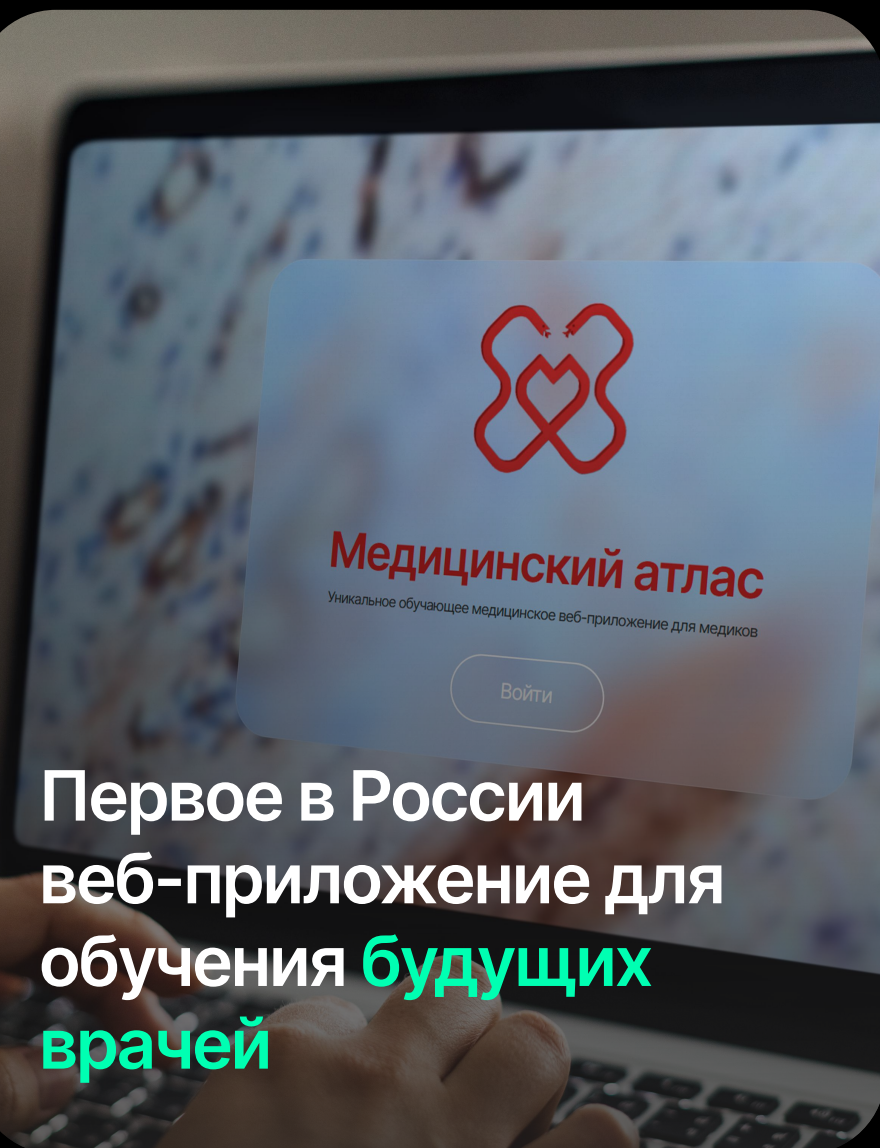 Медицинский атлас
Уникальное обучающее медицинское веб-приложение для медиков
Войти
Первое в России
веб-приложение для
обучения будущих
врачей